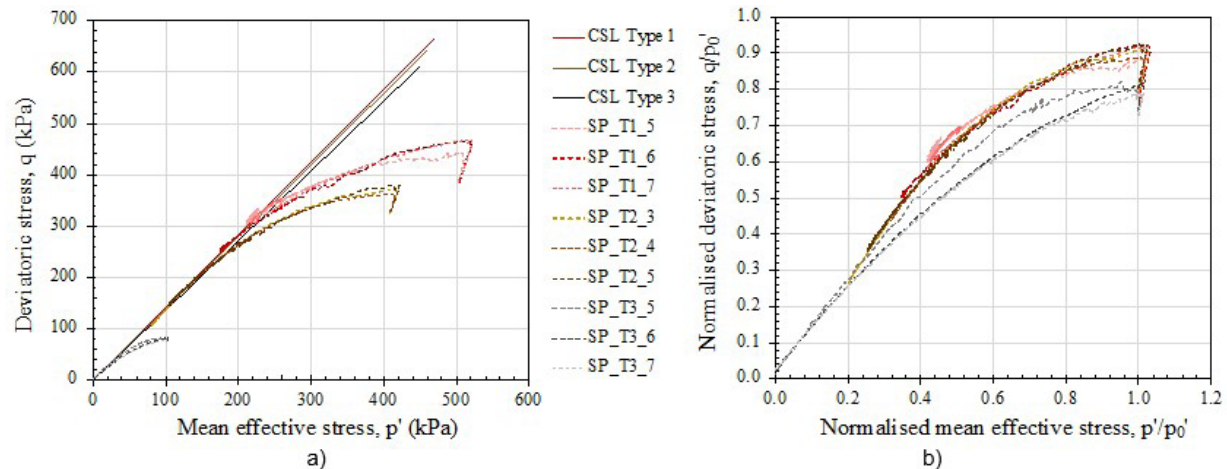 700
600
500
400
300
200
100
0
0 100 200 300 400 500 600
Deviatoric stress, q (kPa)
Mean effective stress, p' (kPa)
a)
CSL Type 1
CSL Type 2
CSL Type 3
SP_T1_5
SP_T1_6
SP_T1_7
SP_T2_3
SP_T2_4
SP_T2_5
SP_T3_5
SP_T3_6
SP_T3_7
1.0
0.9
0.8
0.7
0.6
0.5
0.4
0.3
0.2
0.1
0.0
0.0 0.2 0.4 0.6 0.8 1.0 1.2
Normalised deviatoric stress, q/p₀'
Normalised mean effective stress, p'/p₀'
b)